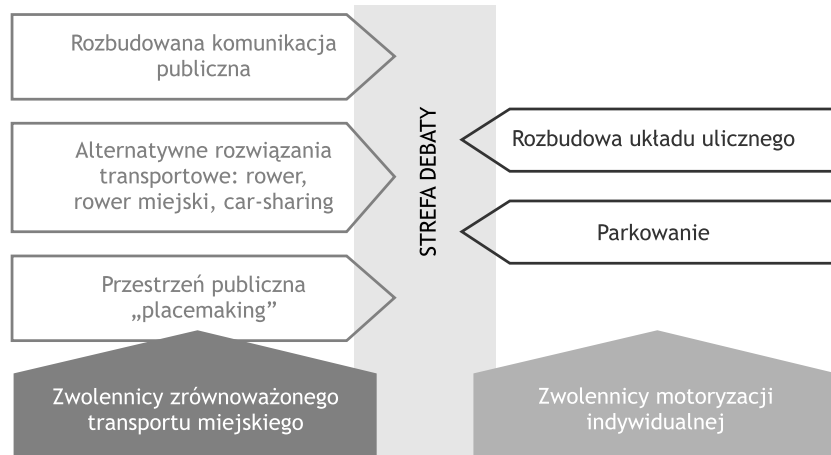 Rozbudowana komunikacja
publiczna
Alternatywne rozwiązania
transportowe: rower,
rower miejski, car-sharing
Przestrzeń publiczna
„placemaking”
Zwolennicy zrównoważonego
transportu miejskiego
STREFA DEBATY
Rozbudowa układu ulicznego
Parkowanie
Zwolennicy motoryzacji
indywidualnej